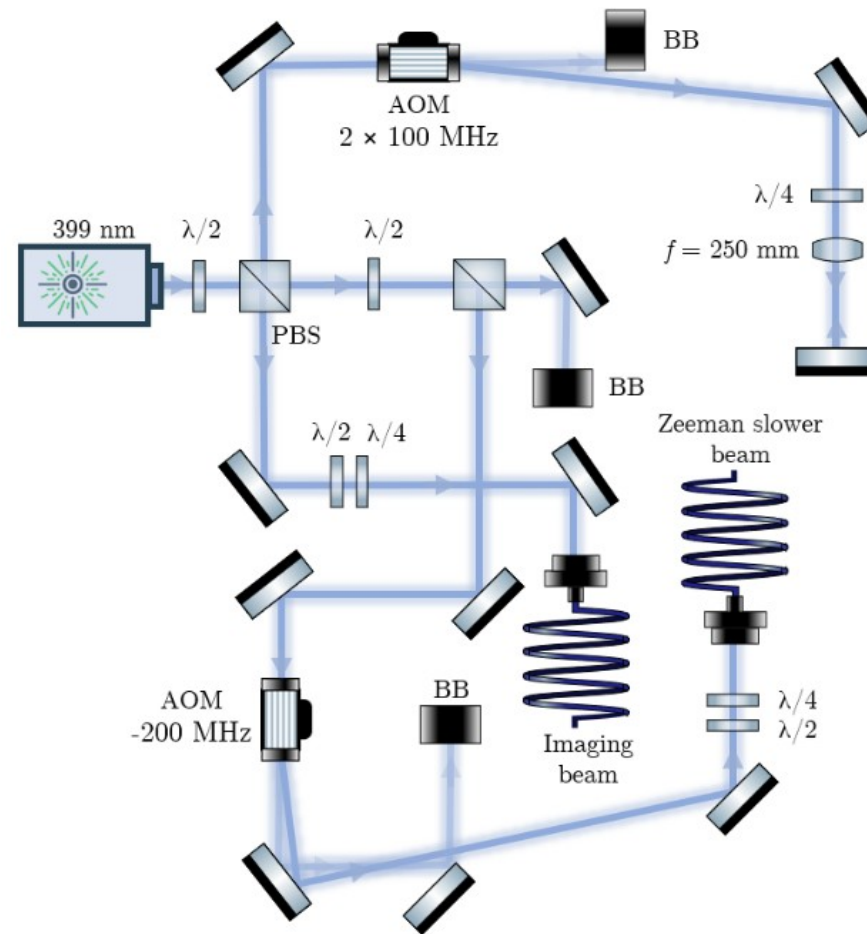 BB
AOM
2 × 100 MHz
λ/4
399 nm
λ/2
λ/2
f = 250 mm
PBS
BB
λ/2
λ/4
Zeeman slower
beam
AOM
-200 MHz
BB
λ/4
λ/2
Imaging
beam